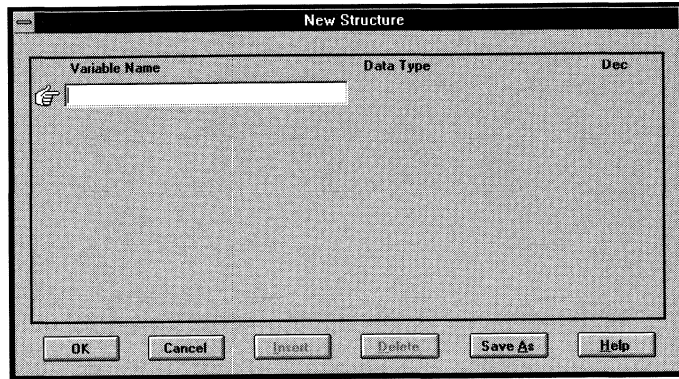 New Structure
Variable Name Data Type Dec
OK Cancel Insert Delete Save As Help